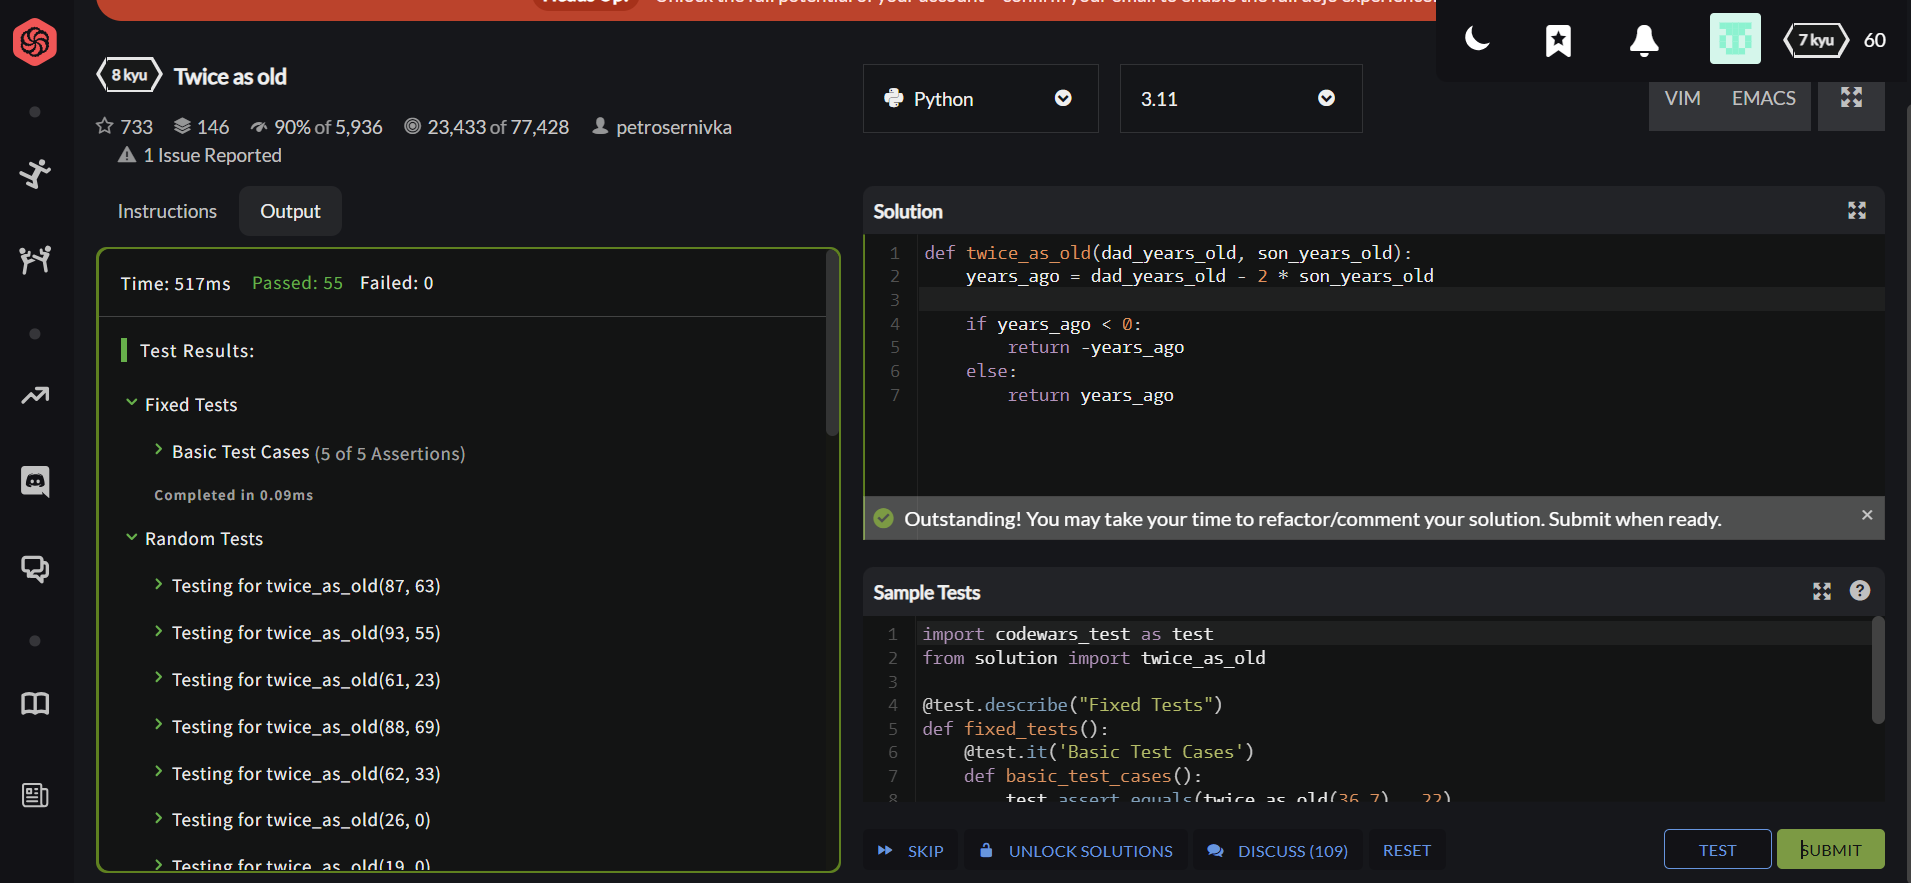 Heads Up! Unlock the full potential of your account - confirm your email to enable the full dojo experience.
7 kyu 60
8 kyu Twice as old
733 146 90% of 5,936 23,433 of 77,428 petrosernivka
1 Issue Reported
Python 3.11
VIM EMACS
Instructions Output
Time: 517ms Passed: 55 Failed: 0
Test Results:
Fixed Tests
Basic Test Cases (5 of 5 Assertions)
Completed in 0.09ms
Random Tests
Testing for twice_as_old(87, 63)
Testing for twice_as_old(93, 55)
Testing for twice_as_old(61, 23)
Testing for twice_as_old(88, 69)
Testing for twice_as_old(62, 33)
Testing for twice_as_old(26, 0)
Testing for twice_as_old(19, 0)
Solution
1 def twice_as_old(dad_years_old, son_years_old):
2 years_ago = dad_years_old - 2 * son_years_old
3
4 if years_ago < 0:
5 return -years_ago
6 else:
7 return years_ago
Outstanding! You may take your time to refactor/comment your solution. Submit when ready. ×
Sample Tests
1 import codewars_test as test
2 from solution import twice_as_old
3
4 @test.describe("Fixed Tests")
5 def fixed_tests():
6 @test.it('Basic Test Cases')
7 def basic_test_cases():
8 test.assert_equals(twice_as_old(36,7) , 22)
SKIP UNLOCK SOLUTIONS DISCUSS (109) RESET TEST SUBMIT